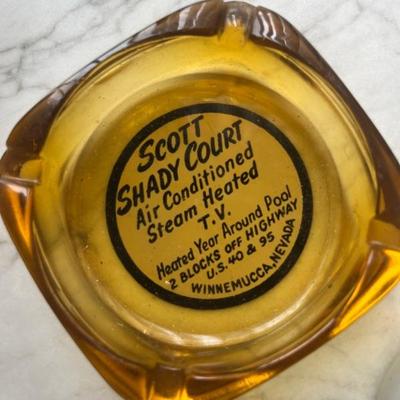 SCOTT
SHADY COURT
Air Conditioned
Steam Heated
T.V.
Heated Year Around Pool
2 BLOCKS OFF HIGHWAY
U.S. 40 & 95
WINNEMUCCA, NEVADA